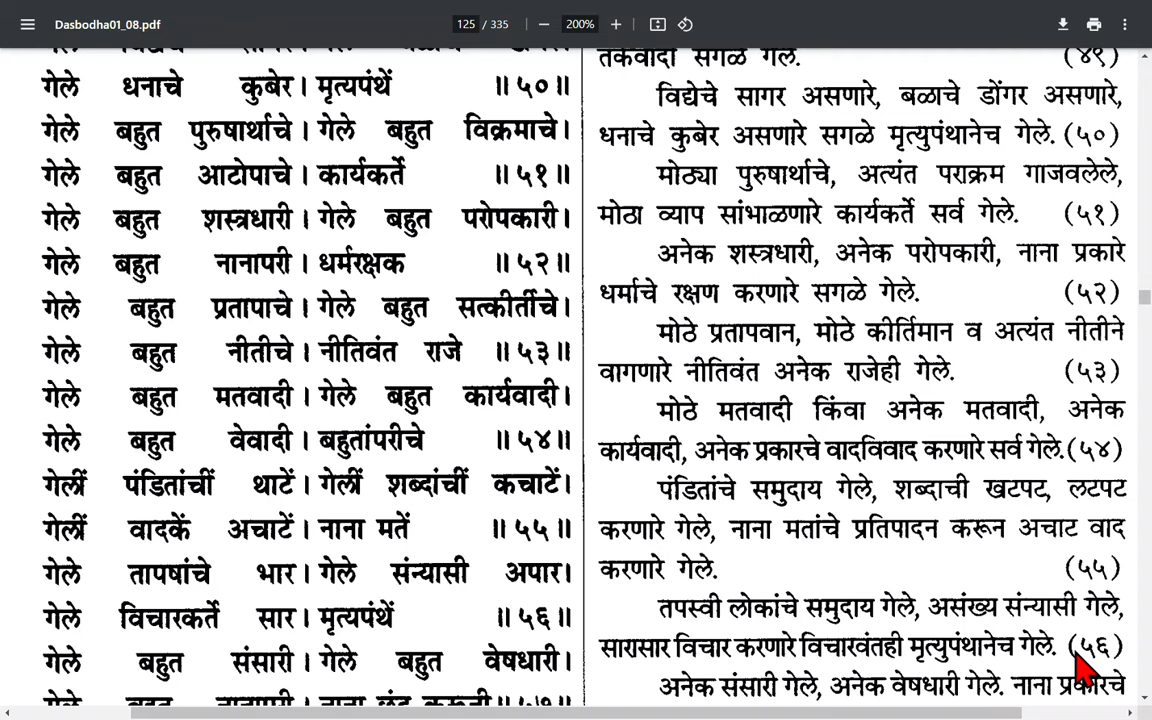 Dasbodha01_08.pdf
125 / 335
200%
गेले धनाचे कुबेर। मृत्यपंथें ॥५०॥
गेले बहुत पुरुषार्थाचे। गेले बहुत विक्रमाचे।
गेले बहुत आटोपाचे। कार्यकर्ते ॥५१॥
गेले बहुत शस्त्रधारी। गेले बहुत परोपकारी।
गेले बहुत नानापरी। धर्मरक्षक ॥५२॥
गेले बहुत प्रतापाचे। गेले बहुत सत्कीर्तीचे।
गेले बहुत नीतीचे। नीतिवंत राजे ॥५३॥
गेले बहुत मतवादी। गेले बहुत कार्यवादी।
गेले बहुत वेवादी। बहुतांपरीचे ॥५४॥
गेलीं पंडितांचीं थाटें। गेलीं शब्दांचीं कचाटें।
गेलीं वादकें अचाटें। नाना मतें ॥५५॥
गेले तापषांचे भार। गेले संन्यासी अपार।
गेले विचारकर्ते सार। मृत्यपंथें ॥५६॥
गेले बहुत संसारी। गेले बहुत वेषधारी।
तर्कवादी सगळे गेले. (४९)
विद्येचे सागर असणारे, बळाचे डोंगर असणारे,
धनाचे कुबेर असणारे सगळे मृत्युपंथानेच गेले. (५०)
मोठ्या पुरुषार्थाचे, अत्यंत पराक्रम गाजवलेले,
मोठा व्याप सांभाळणारे कार्यकर्ते सर्व गेले. (५१)
अनेक शस्त्रधारी, अनेक परोपकारी, नाना प्रकारे
धर्माचे रक्षण करणारे सगळे गेले. (५२)
मोठे प्रतापवान, मोठे कीर्तिमान व अत्यंत नीतीने
वागणारे नीतिवंत अनेक राजेही गेले. (५३)
मोठे मतवादी किंवा अनेक मतवादी, अनेक
कार्यवादी, अनेक प्रकारचे वादविवाद करणारे सर्व गेले. (५४)
पंडितांचे समुदाय गेले, शब्दाची खटपट, लटपट
करणारे गेले, नाना मतांचे प्रतिपादन करून अचाट वाद
करणारे गेले. (५५)
तपस्वी लोकांचे समुदाय गेले, असंख्य संन्यासी गेले,
सारासार विचार करणारे विचारवंतही मृत्युपंथानेच गेले. (५६)
अनेक संसारी गेले, अनेक वेषधारी गेले. नाना प्रकारचे